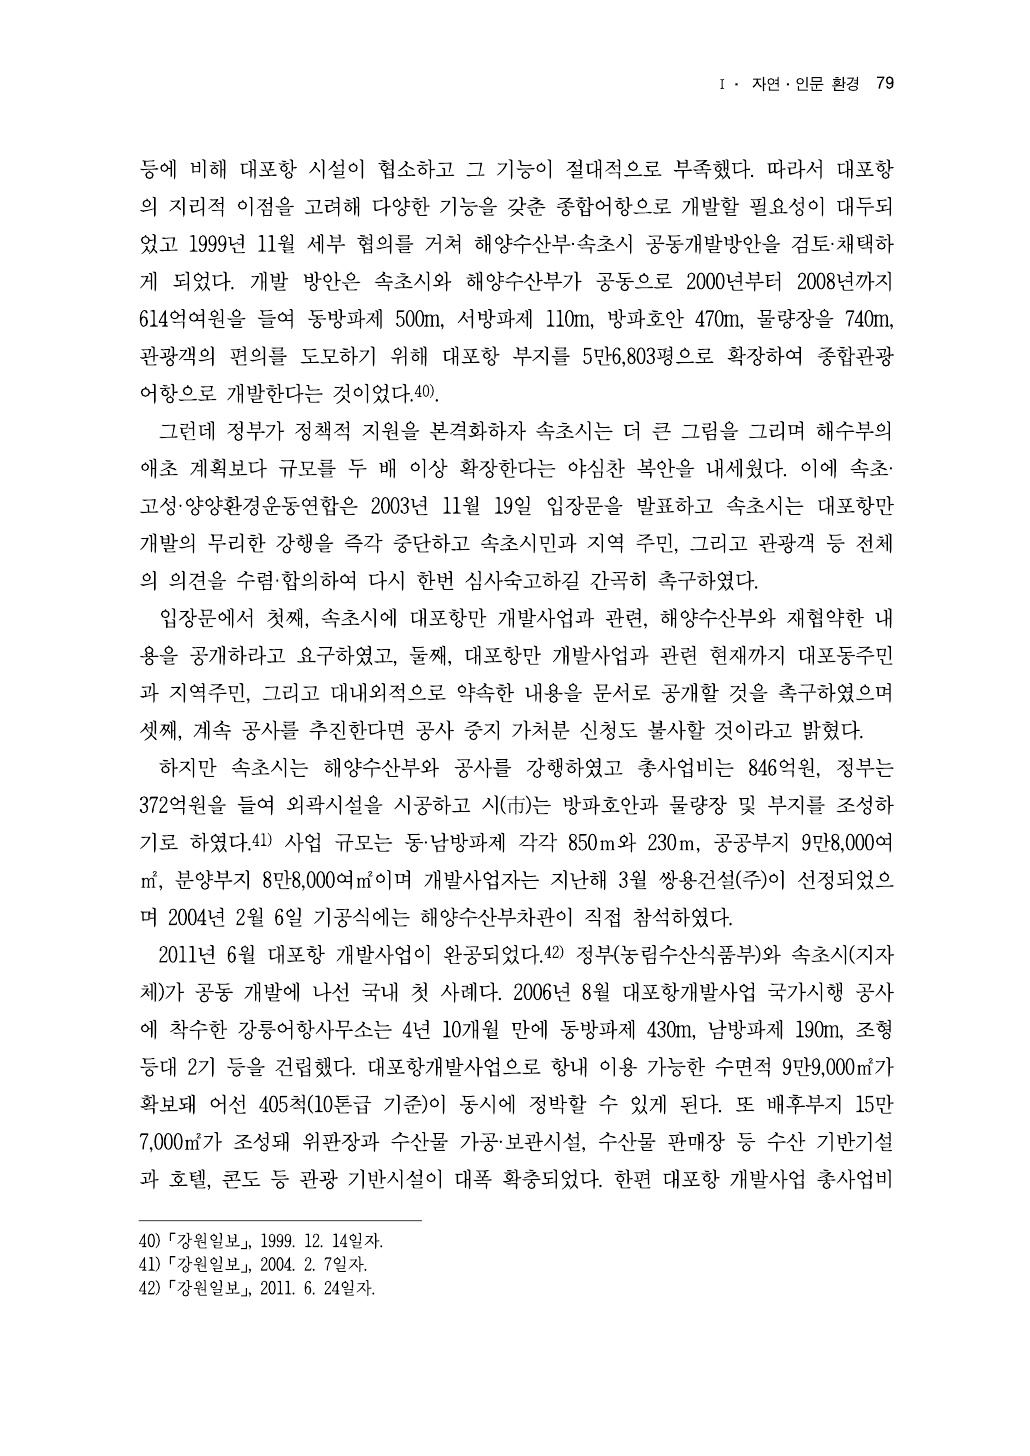 I · 자연·인문 환경 79
등에 비해 대포항 시설이 협소하고 그 기능이 절대적으로 부족했다. 따라서 대포항
의 지리적 이점을 고려해 다양한 기능을 갖춘 종합어항으로 개발할 필요성이 대두되
었고 1999년 11월 세부 협의를 거쳐 해양수산부·속초시 공동개발방안을 검토·채택하
게 되었다. 개발 방안은 속초시와 해양수산부가 공동으로 2000년부터 2008년까지
614억여원을 들여 동방파제 500m, 서방파제 110m, 방파호안 470m, 물량장을 740m,
관광객의 편의를 도모하기 위해 대포항 부지를 5만6,803평으로 확장하여 종합관광
어항으로 개발한다는 것이었다.40).
그런데 정부가 정책적 지원을 본격화하자 속초시는 더 큰 그림을 그리며 해수부의
애초 계획보다 규모를 두 배 이상 확장한다는 야심찬 복안을 내세웠다. 이에 속초·
고성·양양환경운동연합은 2003년 11월 19일 입장문을 발표하고 속초시는 대포항만
개발의 무리한 강행을 즉각 중단하고 속초시민과 지역 주민, 그리고 관광객 등 전체
의 의견을 수렴·합의하여 다시 한번 심사숙고하길 간곡히 촉구하였다.
입장문에서 첫째, 속초시에 대포항만 개발사업과 관련, 해양수산부와 재협약한 내
용을 공개하라고 요구하였고, 둘째, 대포항만 개발사업과 관련 현재까지 대포동주민
과 지역주민, 그리고 대내외적으로 약속한 내용을 문서로 공개할 것을 촉구하였으며
셋째, 계속 공사를 추진한다면 공사 중지 가처분 신청도 불사할 것이라고 밝혔다.
하지만 속초시는 해양수산부와 공사를 강행하였고 총사업비는 846억원, 정부는
372억원을 들여 외곽시설을 시공하고 시(市)는 방파호안과 물량장 및 부지를 조성하
기로 하였다.41) 사업 규모는 동·남방파제 각각 850m와 230m, 공공부지 9만8,000여
㎡, 분양부지 8만8,000여㎡이며 개발사업자는 지난해 3월 쌍용건설(주)이 선정되었으
며 2004년 2월 6일 기공식에는 해양수산부차관이 직접 참석하였다.
2011년 6월 대포항 개발사업이 완공되었다.42) 정부(농림수산식품부)와 속초시(지자
체)가 공동 개발에 나선 국내 첫 사례다. 2006년 8월 대포항개발사업 국가시행 공사
에 착수한 강릉어항사무소는 4년 10개월 만에 동방파제 430m, 남방파제 190m, 조형
등대 2기 등을 건립했다. 대포항개발사업으로 항내 이용 가능한 수면적 9만9,000㎡가
확보돼 어선 405척(10톤급 기준)이 동시에 정박할 수 있게 된다. 또 배후부지 15만
7,000㎡가 조성돼 위판장과 수산물 가공·보관시설, 수산물 판매장 등 수산 기반기설
과 호텔, 콘도 등 관광 기반시설이 대폭 확충되었다. 한편 대포항 개발사업 총사업비
40)「강원일보」, 1999. 12. 14일자.
41)「강원일보」, 2004. 2. 7일자.
42)「강원일보」, 2011. 6. 24일자.